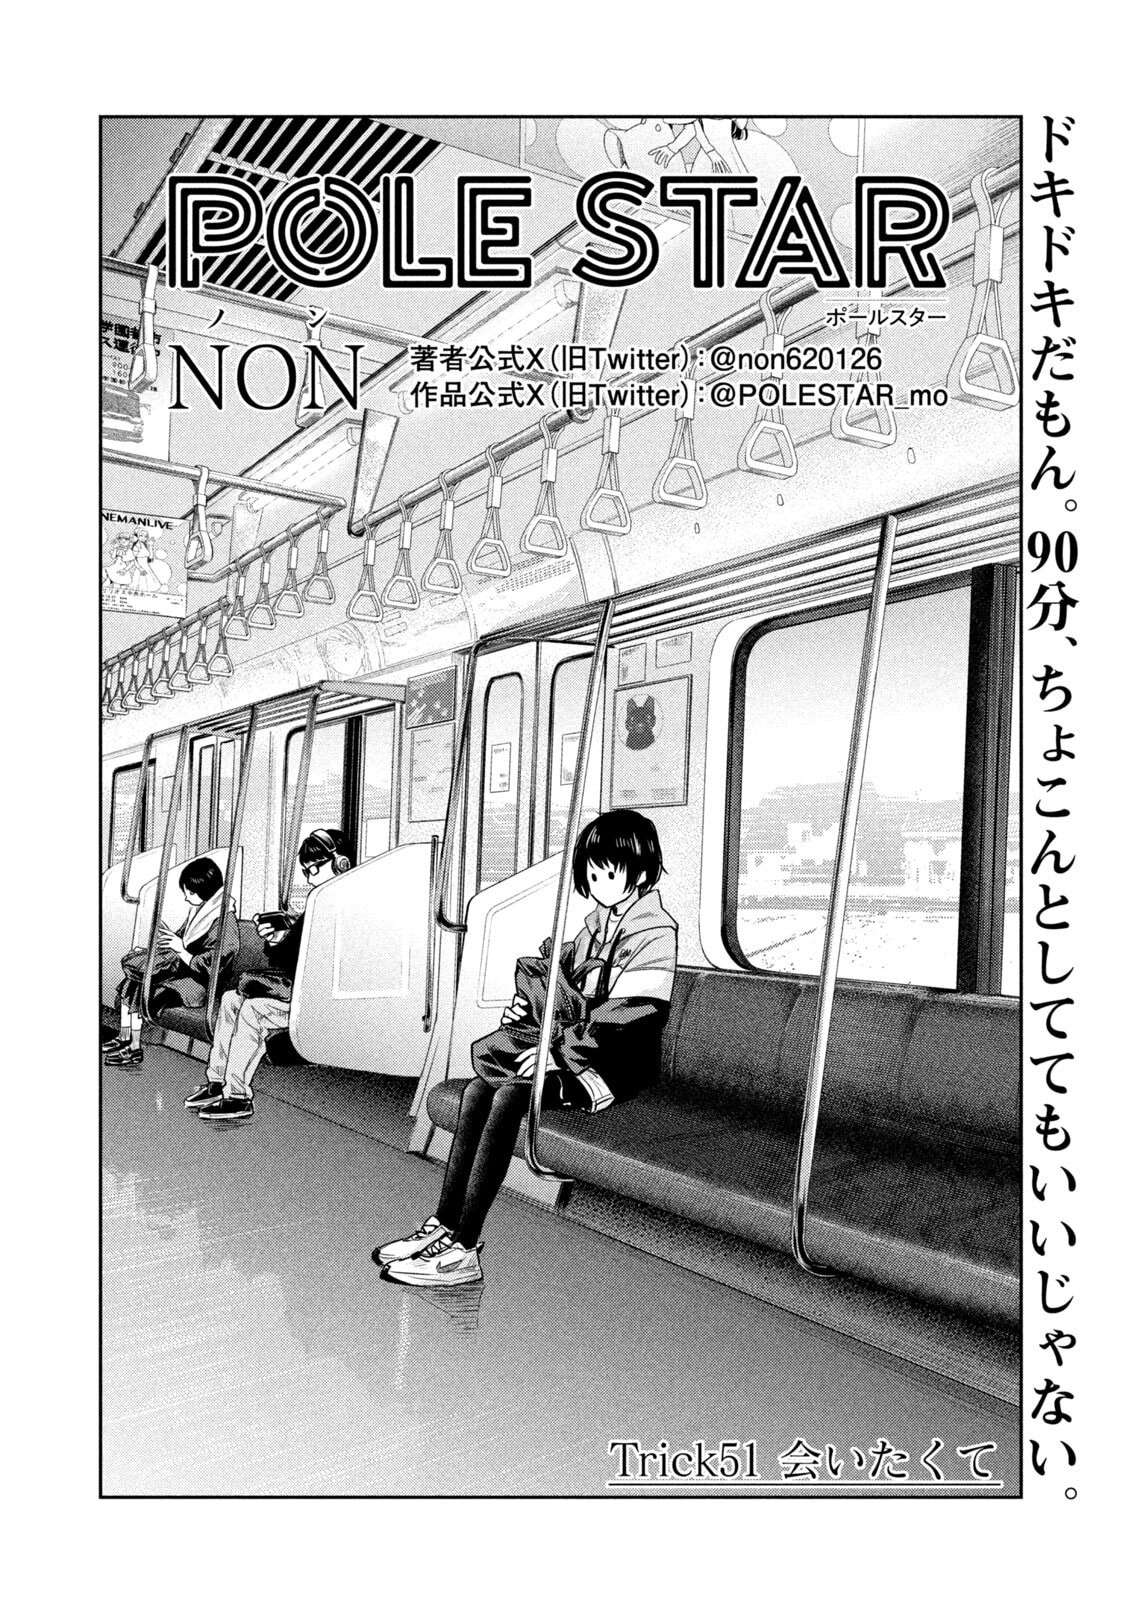 ドキドキだもん。90分、ちょこんとしててもいいじゃない。
POLE STAR
ポールスター
ノン
NON
著者公式X（旧Twitter）：@non620126
作品公式X（旧Twitter）：@POLESTAR_mo
NEMANLIVE
Trick51 会いたくて